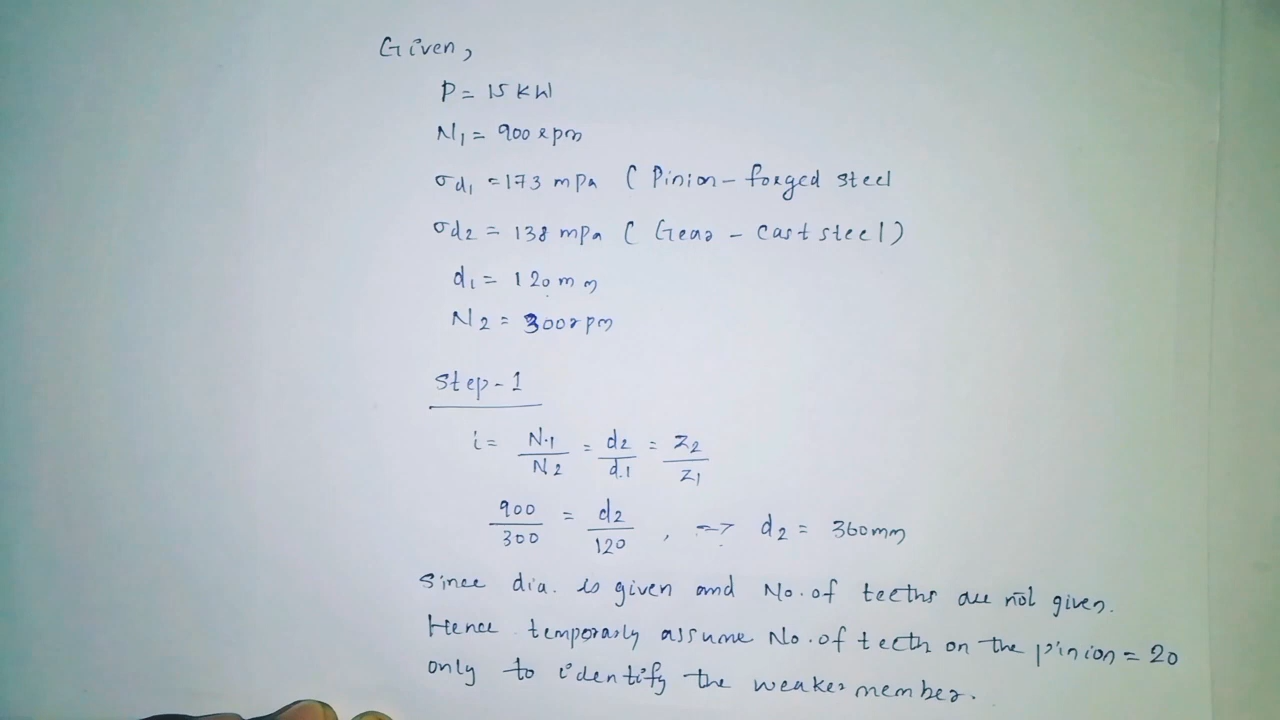 Given,
P = 15 kW
N1 = 900 rpm
σd1 = 173 mpa ( Pinion - forged steel
σd2 = 138 mpa ( Gear - cast steel )
d1 = 120 mm
N2 = 300 rpm
Step - 1
i = N1/N2 = d2/d1 = Z2/Z1
900/300 = d2/120 , => d2 = 360mm
Since dia. is given and No. of teeths are not given.
Hence temporarly assume No. of teeth on the pinion = 20
only to identify the weaker member.